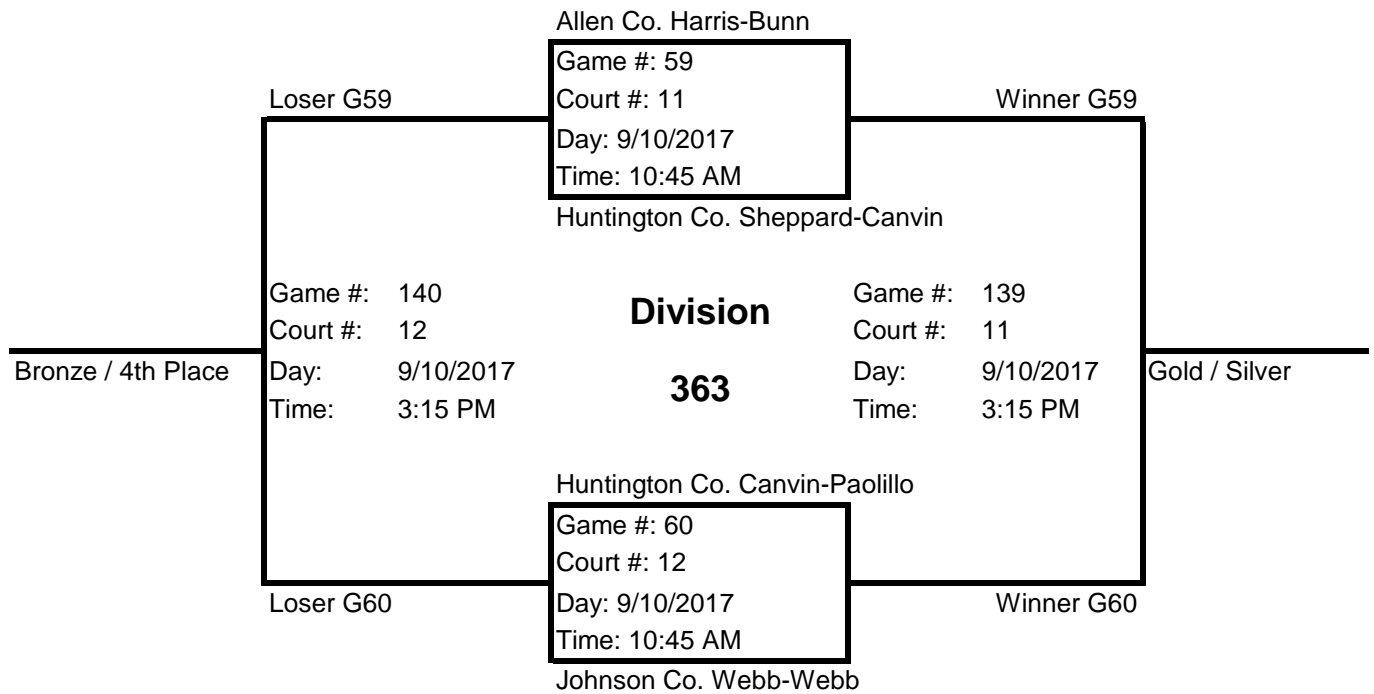 Allen Co. Harris-Bunn
Game #: 59
Loser G59 Court #: 11 Winner G59
Day: 9/10/2017
Time: 10:45 AM
Huntington Co. Sheppard-Canvin
Game #: 140
Court #: 12
Bronze / 4th Place Day: 9/10/2017
Time: 3:15 PM
Division
363
Game #: 139
Court #: 11
Day: 9/10/2017 Gold / Silver
Time: 3:15 PM
Huntington Co. Canvin-Paolillo
Game #: 60
Court #: 12
Loser G60 Day: 9/10/2017 Winner G60
Time: 10:45 AM
Johnson Co. Webb-Webb